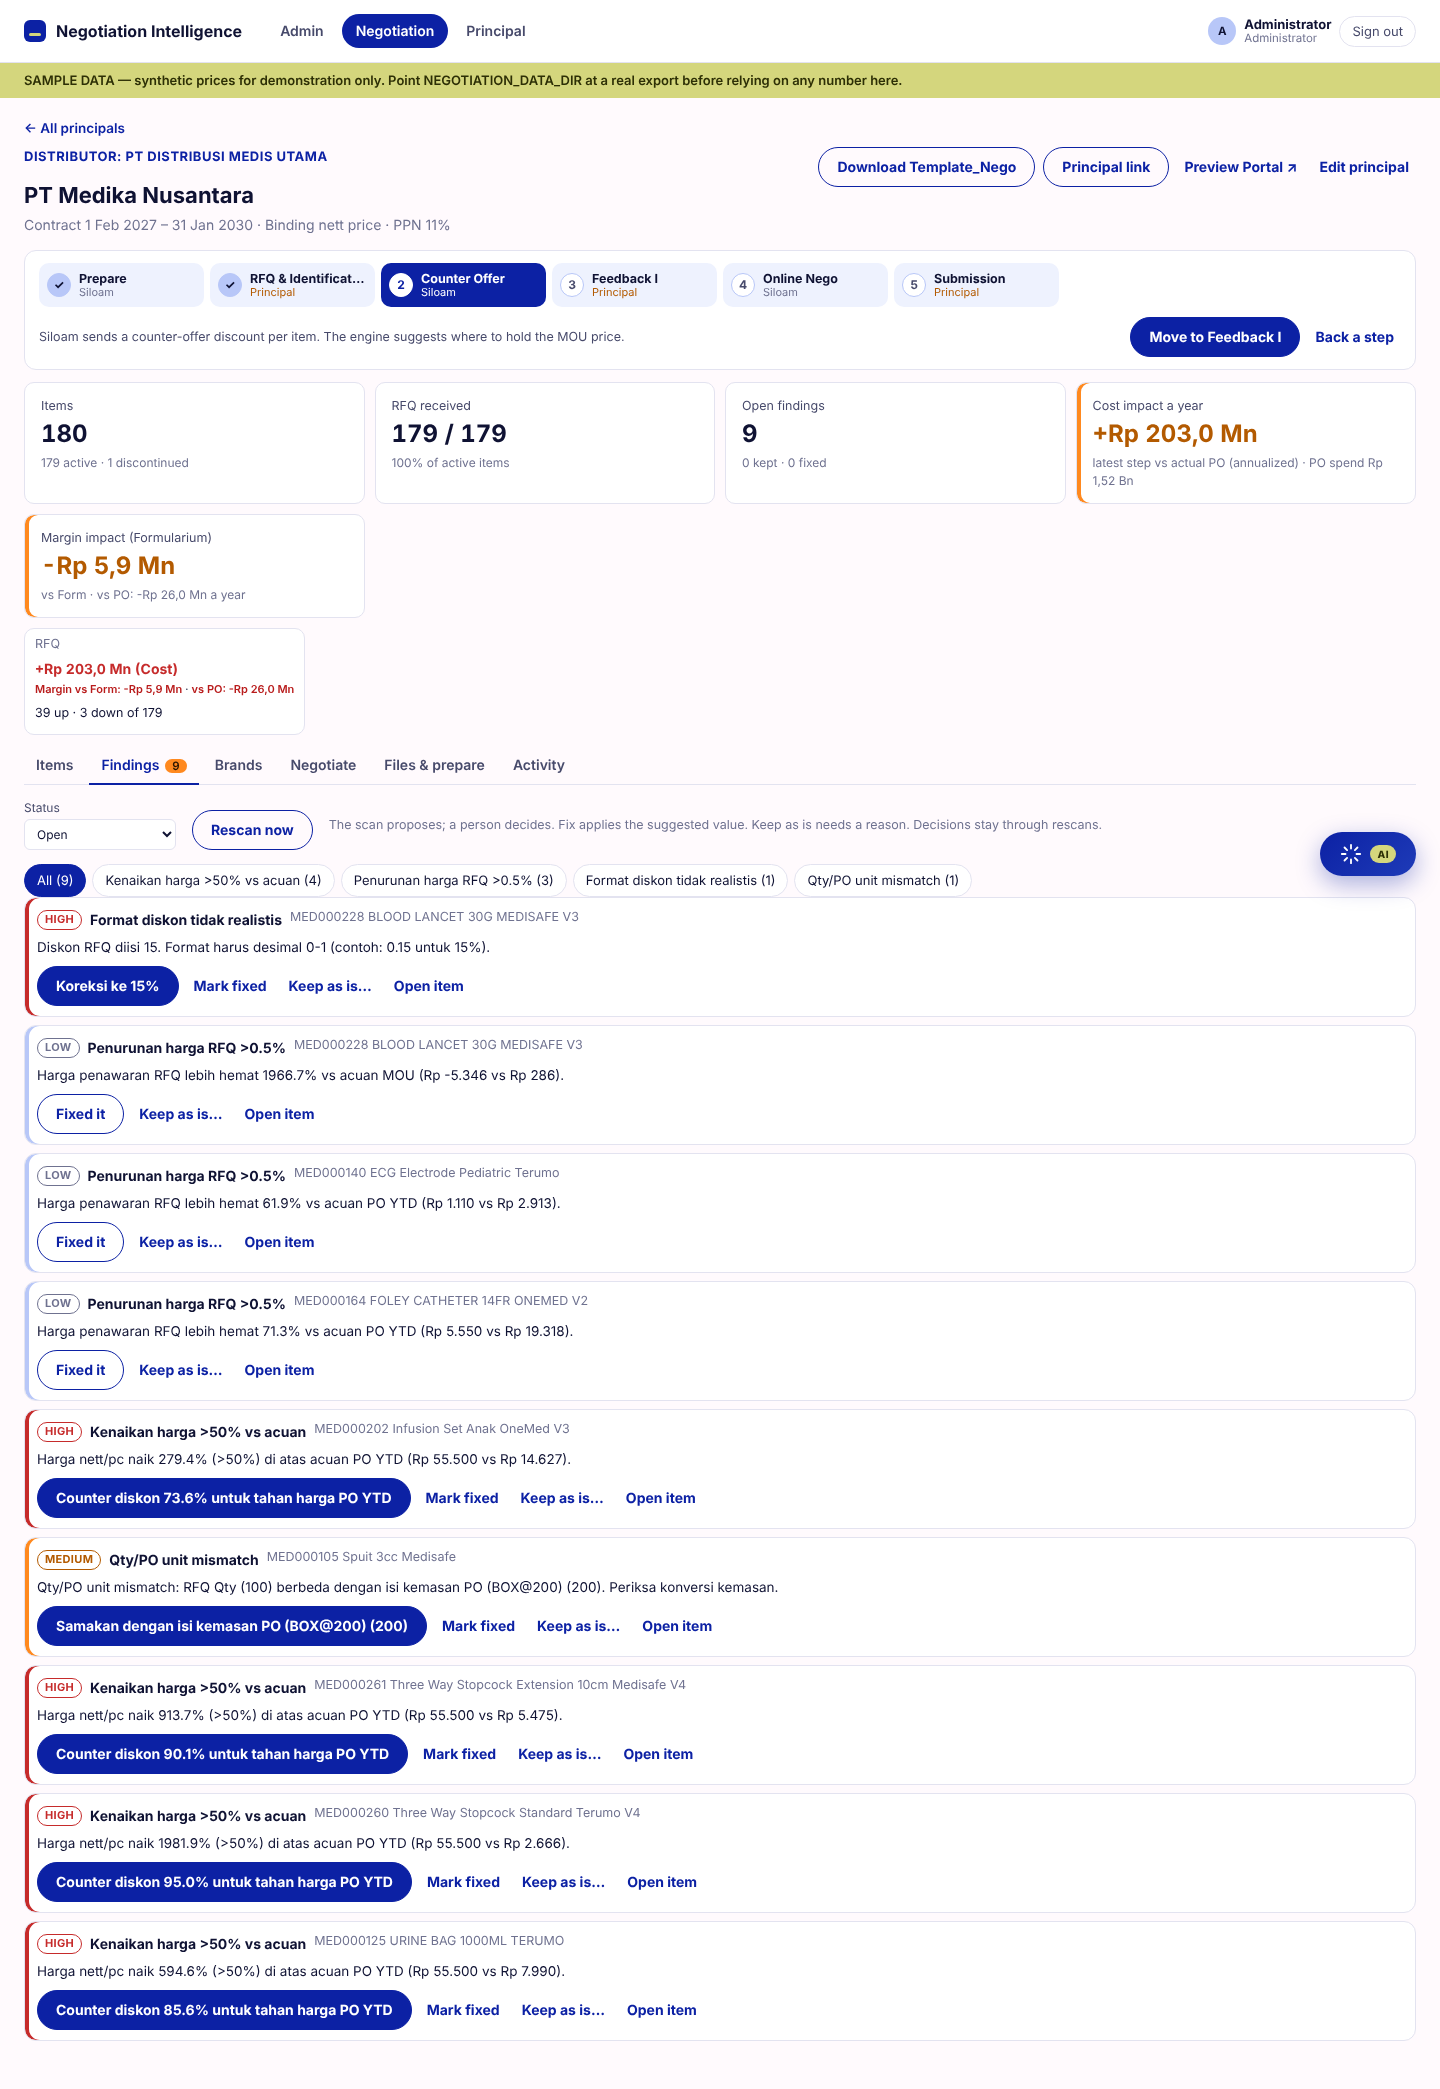 Negotiation Intelligence
Admin
Negotiation
Principal
A
Administrator
Administrator
Sign out
SAMPLE DATA — synthetic prices for demonstration only. Point NEGOTIATION_DATA_DIR at a real export before relying on any number here.
← All principals
DISTRIBUTOR: PT DISTRIBUSI MEDIS UTAMA
PT Medika Nusantara
Contract 1 Feb 2027 – 31 Jan 2030 · Binding nett price · PPN 11%
Download Template_Nego
Principal link
Preview Portal ↗
Edit principal
✓ Prepare
Siloam
✓ RFQ & Identificat...
Principal
2 Counter Offer
Siloam
3 Feedback I
Principal
4 Online Nego
Siloam
5 Submission
Principal
Siloam sends a counter-offer discount per item. The engine suggests where to hold the MOU price.
Move to Feedback I
Back a step
Items
180
179 active · 1 discontinued
RFQ received
179 / 179
100% of active items
Open findings
9
0 kept · 0 fixed
Cost impact a year
+Rp 203,0 Mn
latest step vs actual PO (annualized) · PO spend Rp
1,52 Bn
Margin impact (Formularium)
-Rp 5,9 Mn
vs Form · vs PO: -Rp 26,0 Mn a year
RFQ
+Rp 203,0 Mn (Cost)
Margin vs Form: -Rp 5,9 Mn · vs PO: -Rp 26,0 Mn
39 up · 3 down of 179
Items
Findings 9
Brands
Negotiate
Files & prepare
Activity
Status
Open
Rescan now
The scan proposes; a person decides. Fix applies the suggested value. Keep as is needs a reason. Decisions stay through rescans.
AI
All (9)
Kenaikan harga >50% vs acuan (4)
Penurunan harga RFQ >0.5% (3)
Format diskon tidak realistis (1)
Qty/PO unit mismatch (1)
HIGH Format diskon tidak realistis MED000228 BLOOD LANCET 30G MEDISAFE V3
Diskon RFQ diisi 15. Format harus desimal 0-1 (contoh: 0.15 untuk 15%).
Koreksi ke 15% Mark fixed Keep as is... Open item
LOW Penurunan harga RFQ >0.5% MED000228 BLOOD LANCET 30G MEDISAFE V3
Harga penawaran RFQ lebih hemat 1966.7% vs acuan MOU (Rp -5.346 vs Rp 286).
Fixed it Keep as is... Open item
LOW Penurunan harga RFQ >0.5% MED000140 ECG Electrode Pediatric Terumo
Harga penawaran RFQ lebih hemat 61.9% vs acuan PO YTD (Rp 1.110 vs Rp 2.913).
Fixed it Keep as is... Open item
LOW Penurunan harga RFQ >0.5% MED000164 FOLEY CATHETER 14FR ONEMED V2
Harga penawaran RFQ lebih hemat 71.3% vs acuan PO YTD (Rp 5.550 vs Rp 19.318).
Fixed it Keep as is... Open item
HIGH Kenaikan harga >50% vs acuan MED000202 Infusion Set Anak OneMed V3
Harga nett/pc naik 279.4% (>50%) di atas acuan PO YTD (Rp 55.500 vs Rp 14.627).
Counter diskon 73.6% untuk tahan harga PO YTD Mark fixed Keep as is... Open item
MEDIUM Qty/PO unit mismatch MED000105 Spuit 3cc Medisafe
Qty/PO unit mismatch: RFQ Qty (100) berbeda dengan isi kemasan PO (BOX@200) (200). Periksa konversi kemasan.
Samakan dengan isi kemasan PO (BOX@200) (200) Mark fixed Keep as is... Open item
HIGH Kenaikan harga >50% vs acuan MED000261 Three Way Stopcock Extension 10cm Medisafe V4
Harga nett/pc naik 913.7% (>50%) di atas acuan PO YTD (Rp 55.500 vs Rp 5.475).
Counter diskon 90.1% untuk tahan harga PO YTD Mark fixed Keep as is... Open item
HIGH Kenaikan harga >50% vs acuan MED000260 Three Way Stopcock Standard Terumo V4
Harga nett/pc naik 1981.9% (>50%) di atas acuan PO YTD (Rp 55.500 vs Rp 2.666).
Counter diskon 95.0% untuk tahan harga PO YTD Mark fixed Keep as is... Open item
HIGH Kenaikan harga >50% vs acuan MED000125 URINE BAG 1000ML TERUMO
Harga nett/pc naik 594.6% (>50%) di atas acuan PO YTD (Rp 55.500 vs Rp 7.990).
Counter diskon 85.6% untuk tahan harga PO YTD Mark fixed Keep as is... Open item